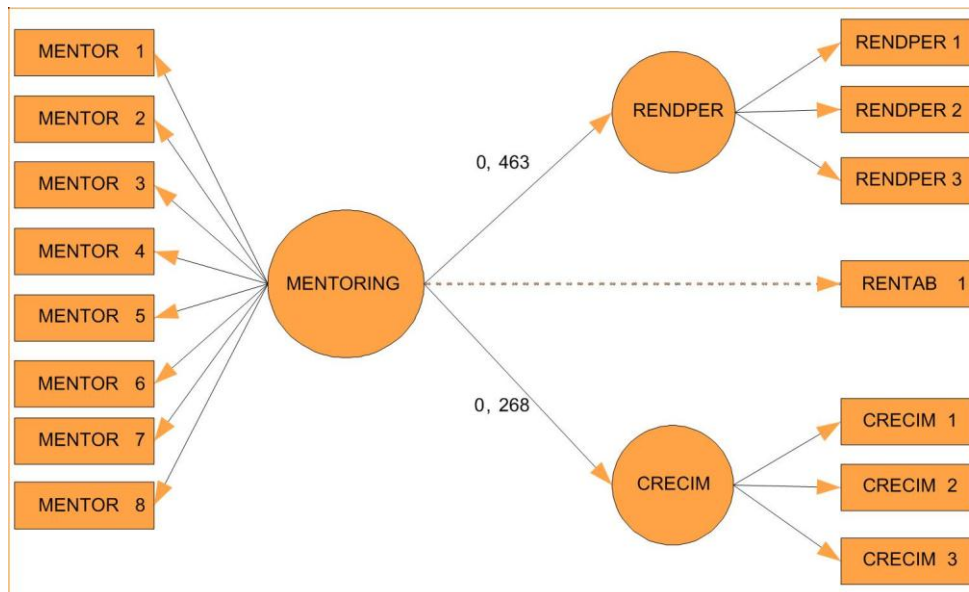 MENTOR 1
MENTOR 2
MENTOR 3
MENTOR 4
MENTOR 5
MENTOR 6
MENTOR 7
MENTOR 8
MENTORING
0, 463
0, 268
RENDPER
CRECIM
RENDPER 1
RENDPER 2
RENDPER 3
RENTAB 1
CRECIM 1
CRECIM 2
CRECIM 3